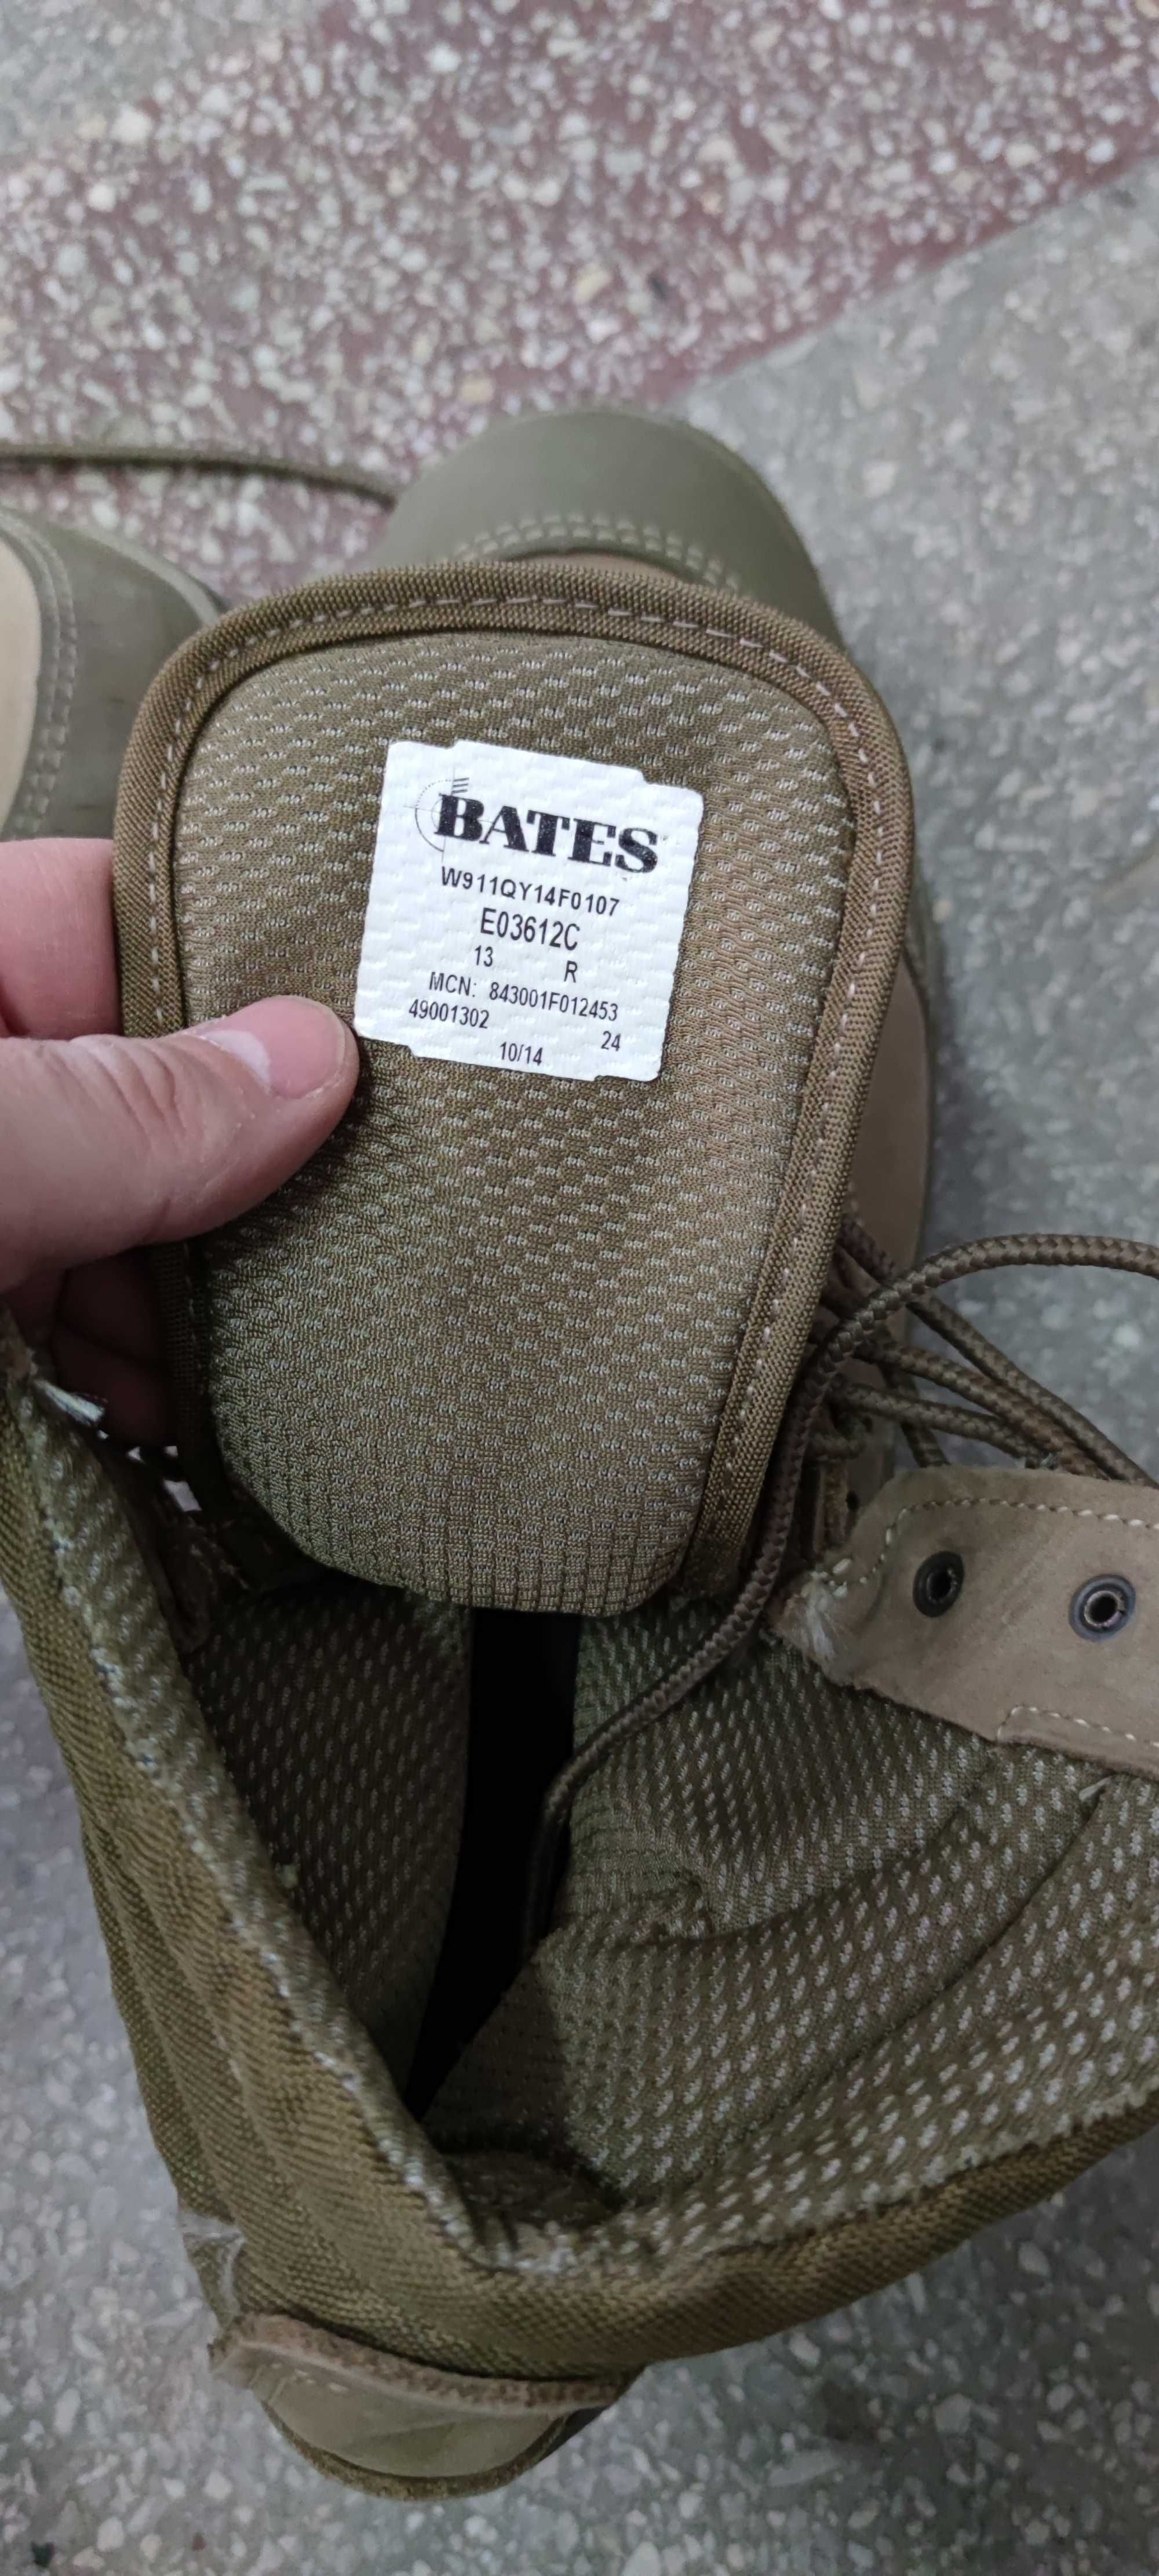 BATES
W911QY14F0107
E03612C
13 R
MCN: 843001F012453
49001302 24
10/14